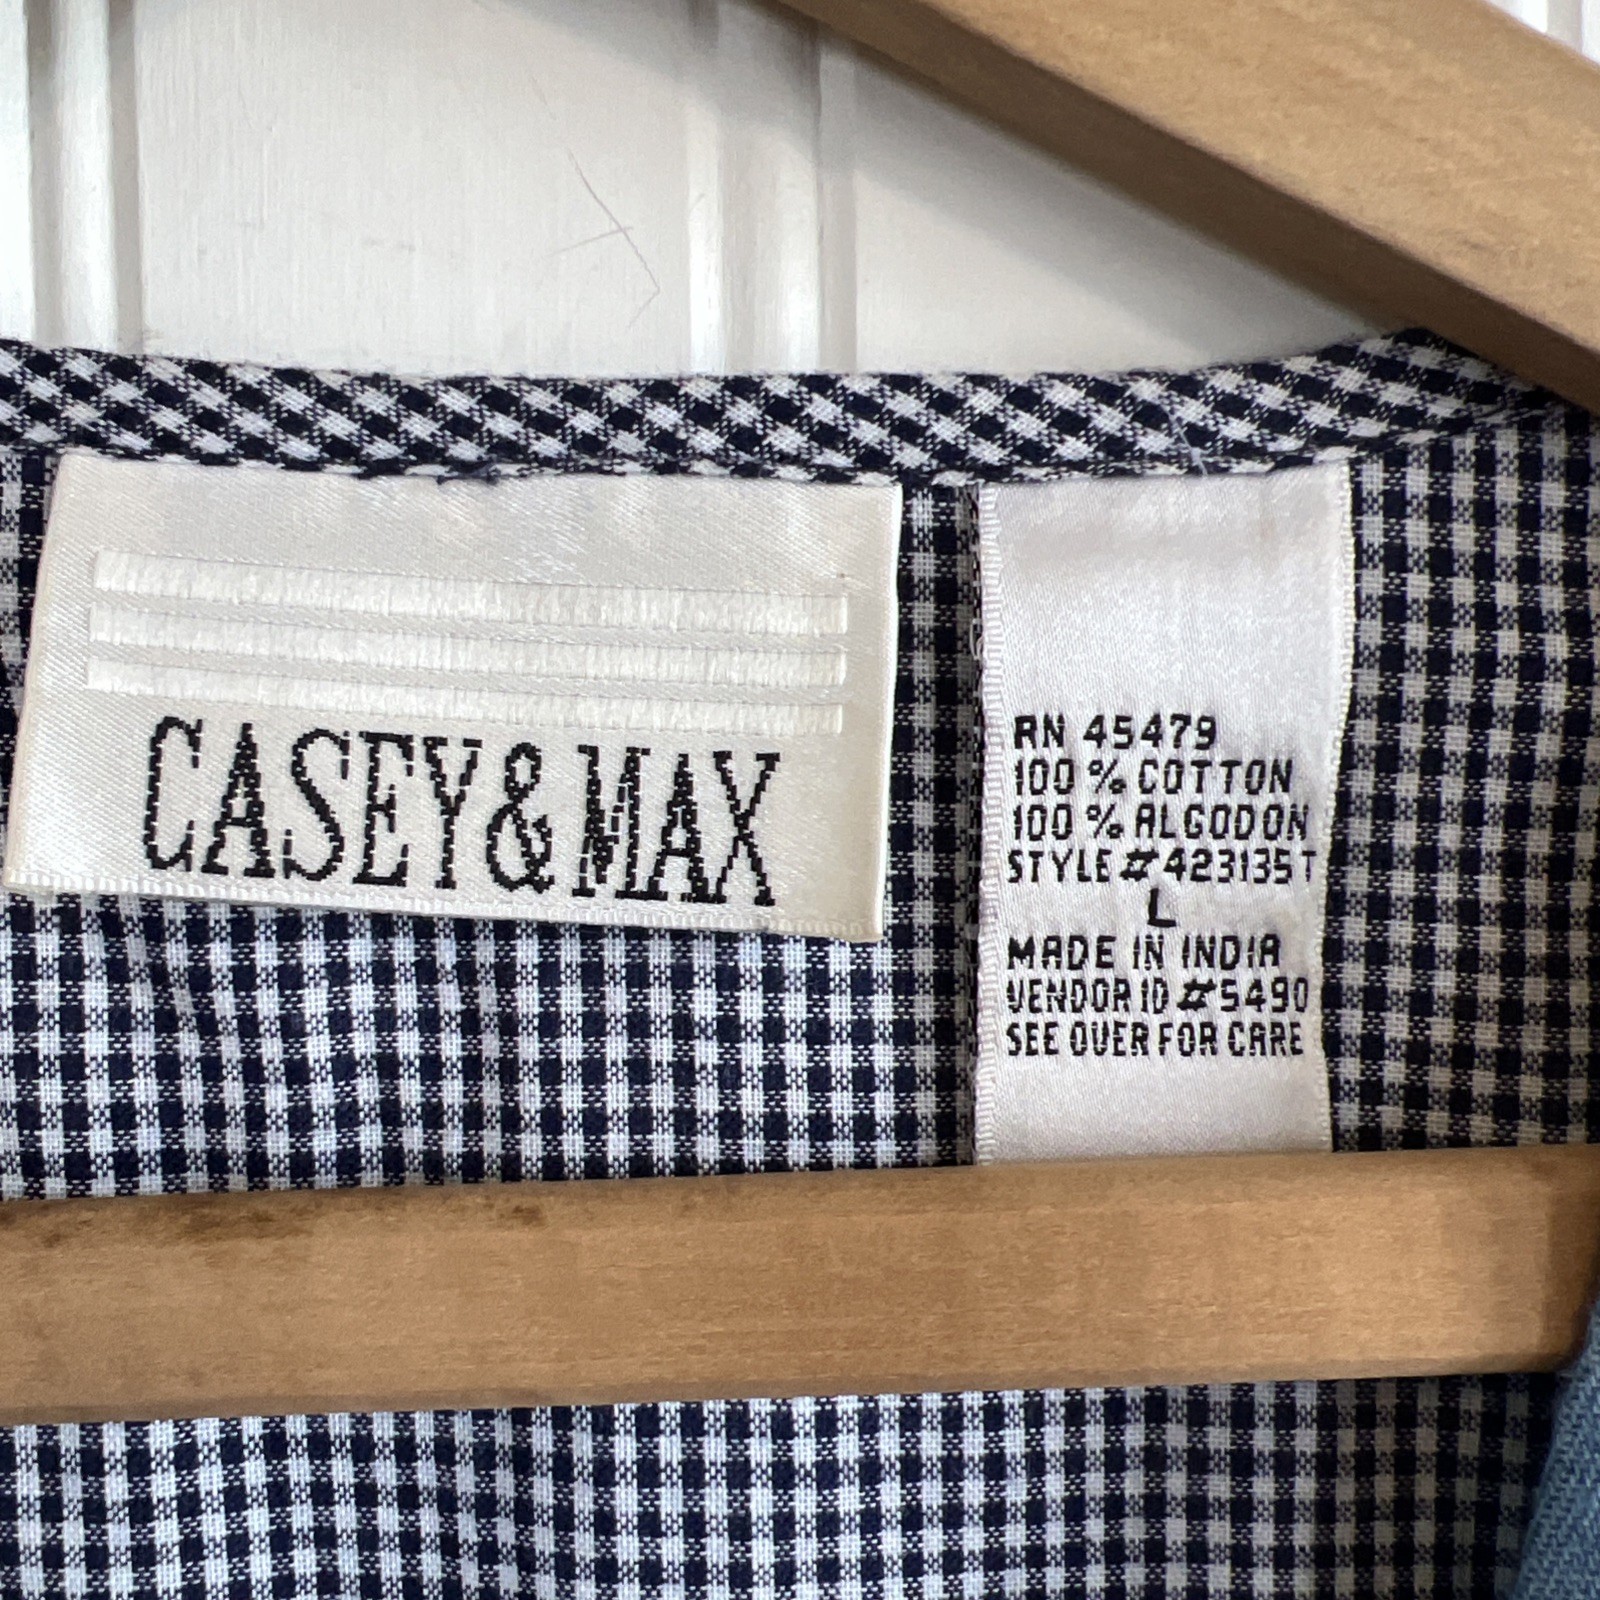 CASEY&MAX
RN 45479
100 % COTTON
100 % ALGODON
STYLE #423135T
L
MADE IN INDIA
VENDOR ID #5490
SEE OVER FOR CARE